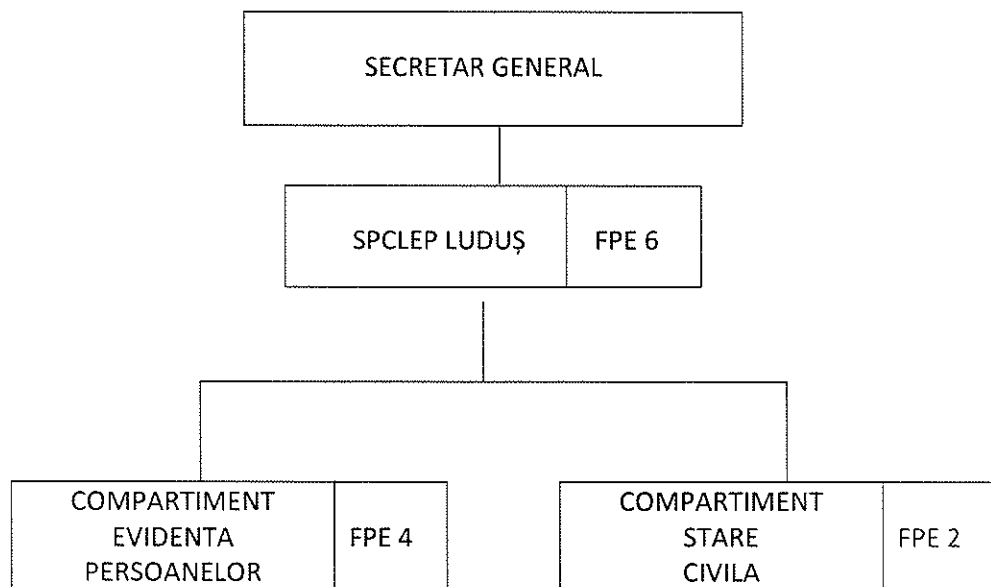 SECRETAR GENERAL
SPCLEP LUDUȘ
FPE 6
COMPARTIMENT
EVIDENTA
PERSOANELOR
FPE 4
COMPARTIMENT
STARE
CIVILA
FPE 2